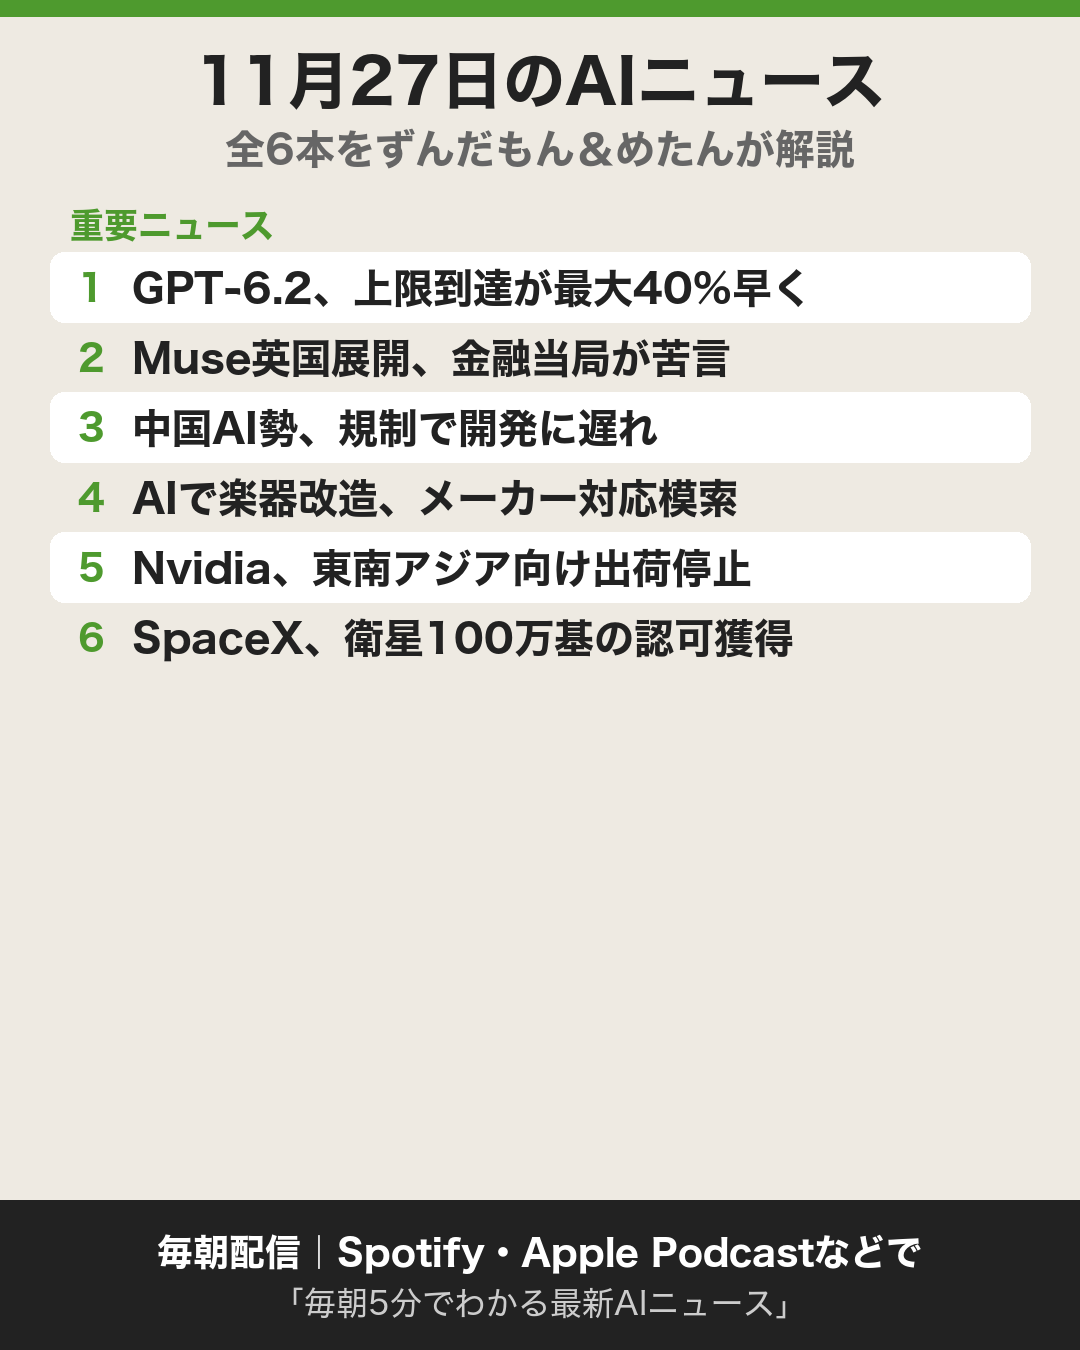 11月27日のAIニュース
全6本をずんだもん&めたんが解説
重要ニュース
1 GPT-6.2、上限到達が最大40%早く
2 Muse英国展開、金融当局が苦言
3 中国AI勢、規制で開発に遅れ
4 AIで楽器改造、メーカー対応模索
5 Nvidia、東南アジア向け出荷停止
6 SpaceX、衛星100万基の認可獲得
毎朝配信｜Spotify・Apple Podcastなどで
「毎朝5分でわかる最新AIニュース」